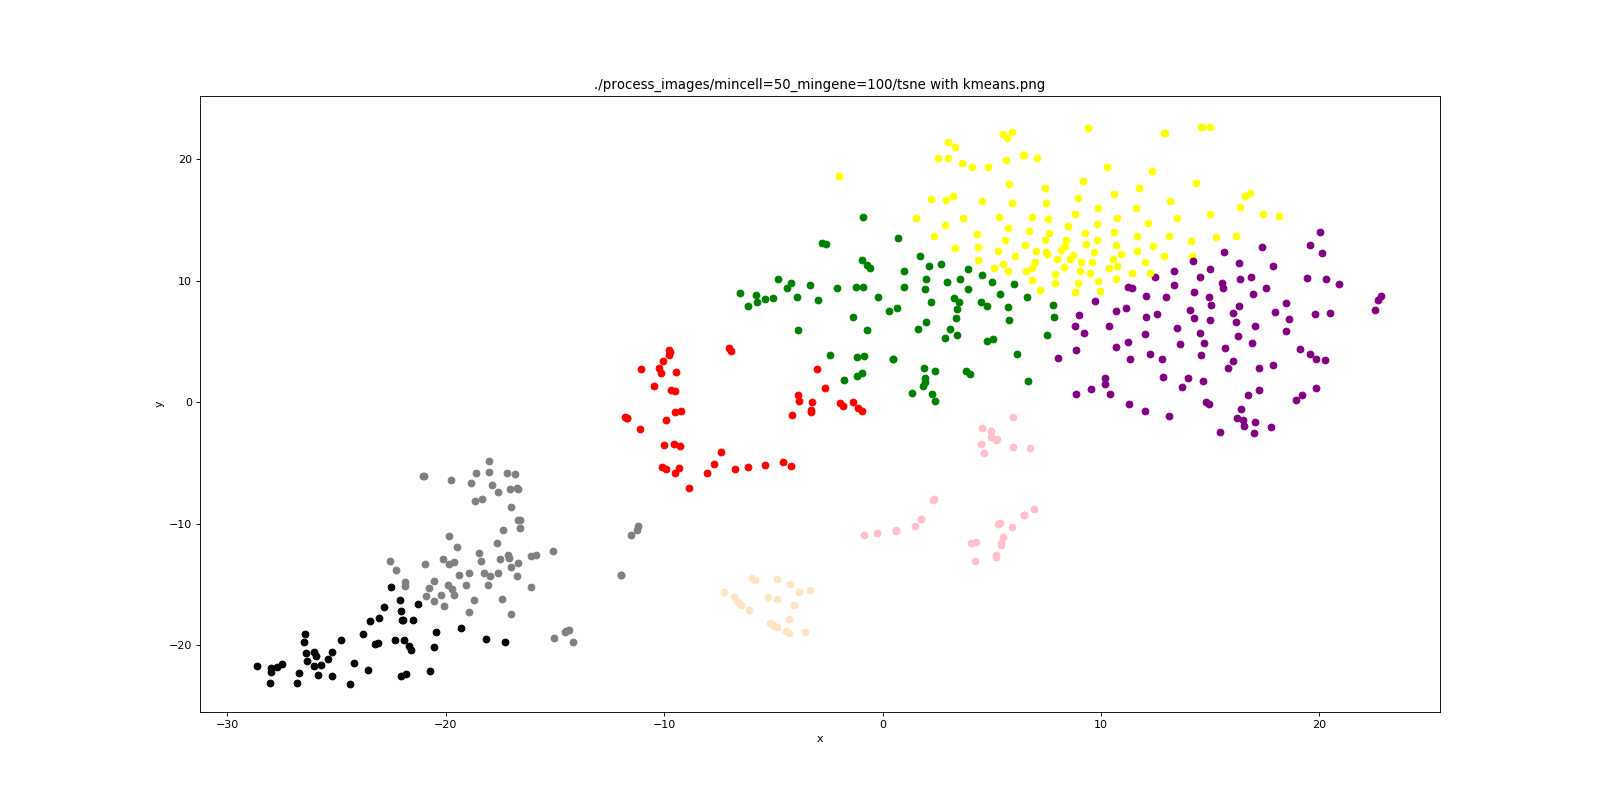 ./process_images/mincell=50_mingene=100/tsne with kmeans.png
20
10
0
−10
−20
y
−30 −20 −10 0 10 20
x